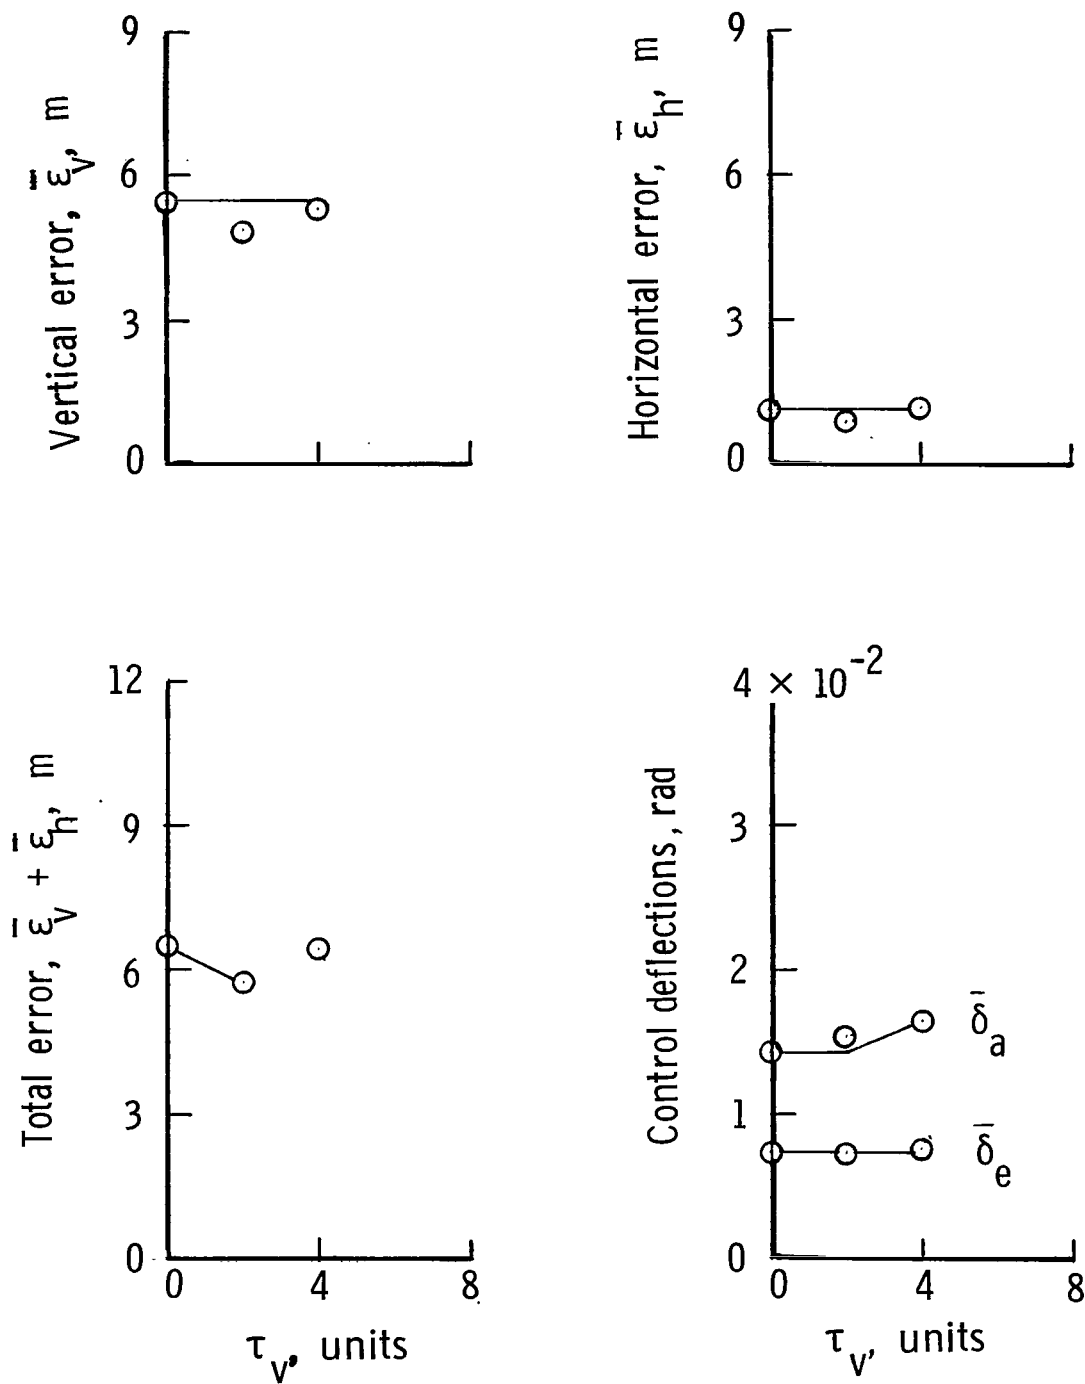 Vertical error, ε̅v, m
9
6
3
0
Horizontal error, ε̅h, m
9
6
3
0
Total error, ε̅v + ε̅h, m
12
9
6
3
0
0 4 8
τv, units
Control deflections, rad
4 × 10⁻²
3
2
1
0
δ̅a
δ̅e
0 4 8
τv, units